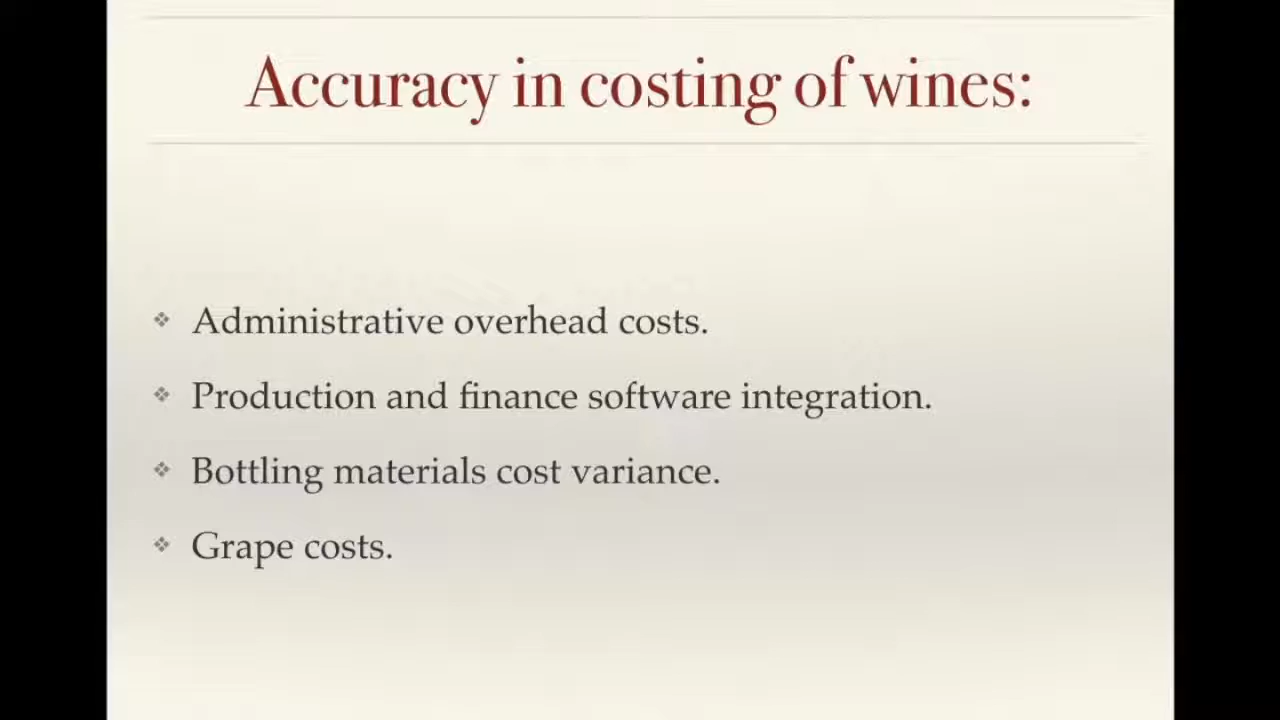 Accuracy in costing of wines:
❖ Administrative overhead costs.
❖ Production and finance software integration.
❖ Bottling materials cost variance.
❖ Grape costs.